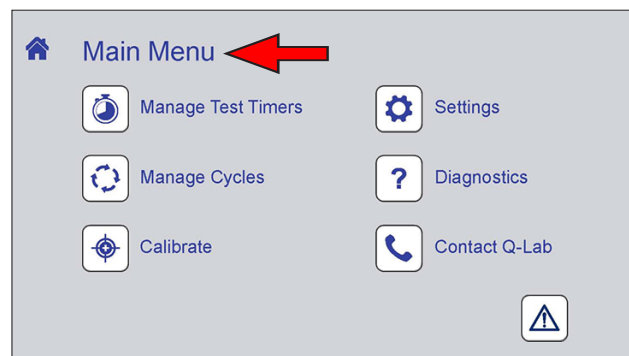 Main Menu
Manage Test Timers
Settings
Manage Cycles
? Diagnostics
Calibrate
Contact Q-Lab